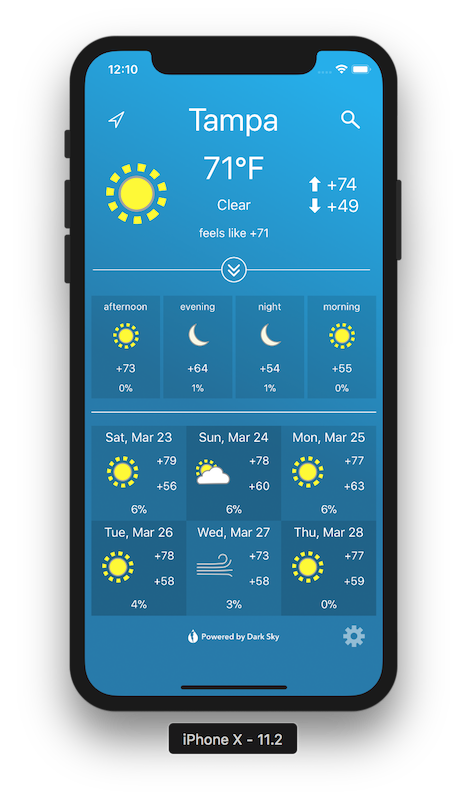 12:10
Tampa
71°F
+74
Clear
+49
feels like +71
afternoon evening night morning
+73 +64 +54 +55
0% 1% 1% 0%
Sat, Mar 23 Sun, Mar 24 Mon, Mar 25
+79 +78 +77
+56 +60 +63
6% 6% 6%
Tue, Mar 26 Wed, Mar 27 Thu, Mar 28
+78 +73 +77
+58 +58 +59
4% 3% 0%
Powered by Dark Sky
iPhone X - 11.2